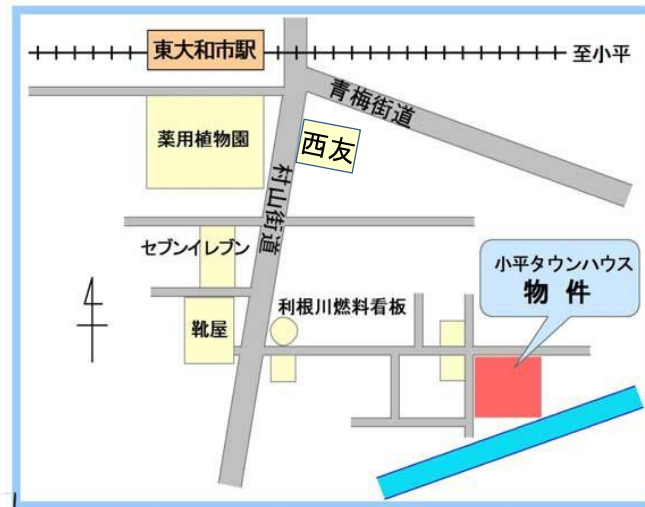 東大和市駅
至小平
青梅街道
薬用植物園
西友
村山街道
セブンイレブン
小平タウンハウス
物件
利根川燃料看板
靴屋